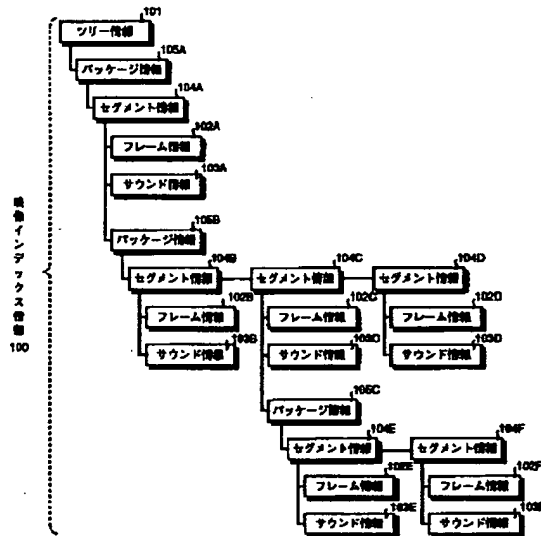 101
ツリー情報
105A
パッケージ情報
104A
セグメント情報
102A
フレーム情報
103A
サウンド情報
105B
パッケージ情報
104B
セグメント情報
104C
セグメント情報
104D
セグメント情報
102B
フレーム情報
102C
フレーム情報
102D
フレーム情報
103B
サウンド情報
サウンド情報
103D
サウンド情報
105C
パッケージ情報
104E
セグメント情報
104F
セグメント情報
102E
フレーム情報
102F
フレーム情報
103E
サウンド情報
サウンド情報
映像インデックス情報
100